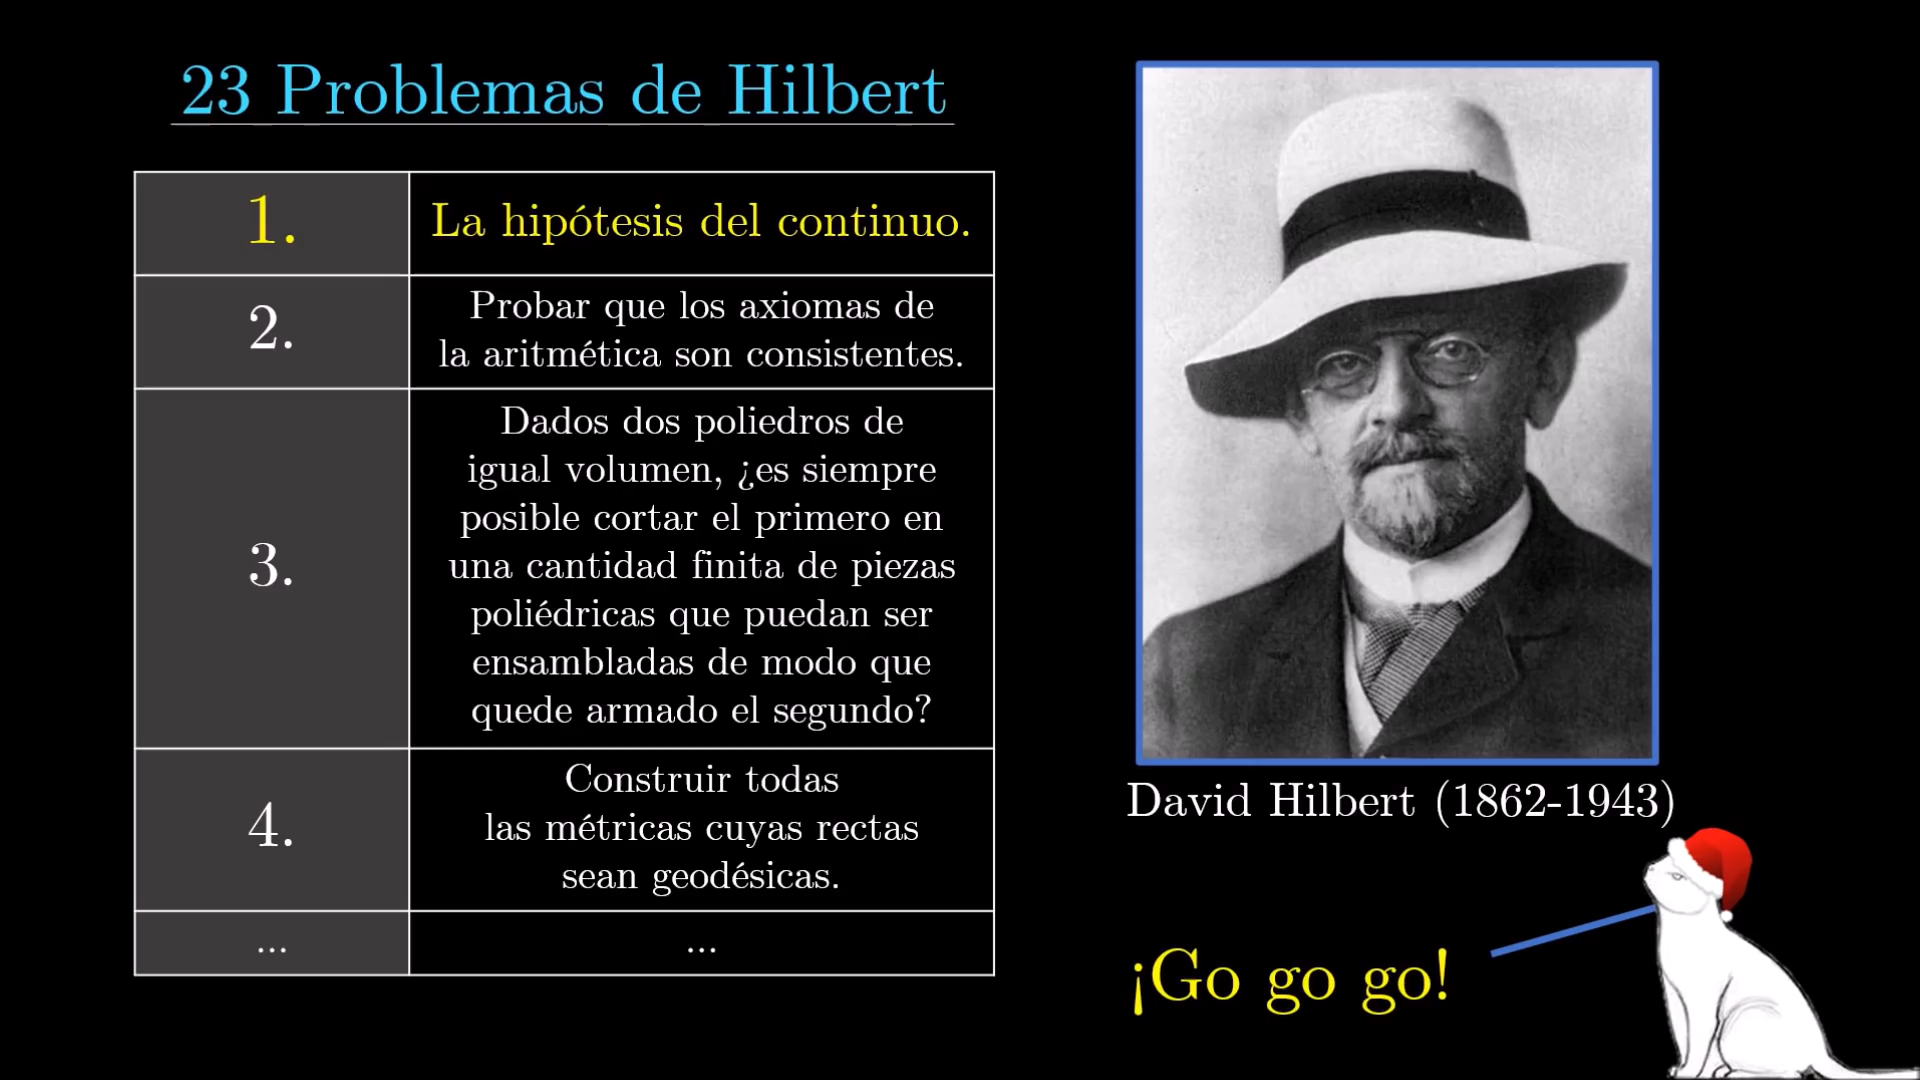 23 Problemas de Hilbert
1.
La hipótesis del continuo.
2.
Probar que los axiomas de
la aritmética son consistentes.
3.
Dados dos poliedros de
igual volumen, ¿es siempre
posible cortar el primero en
una cantidad finita de piezas
poliédricas que puedan ser
ensambladas de modo que
quede armado el segundo?
4.
Construir todas
las métricas cuyas rectas
sean geodésicas.
...
...
David Hilbert (1862-1943)
¡Go go go!